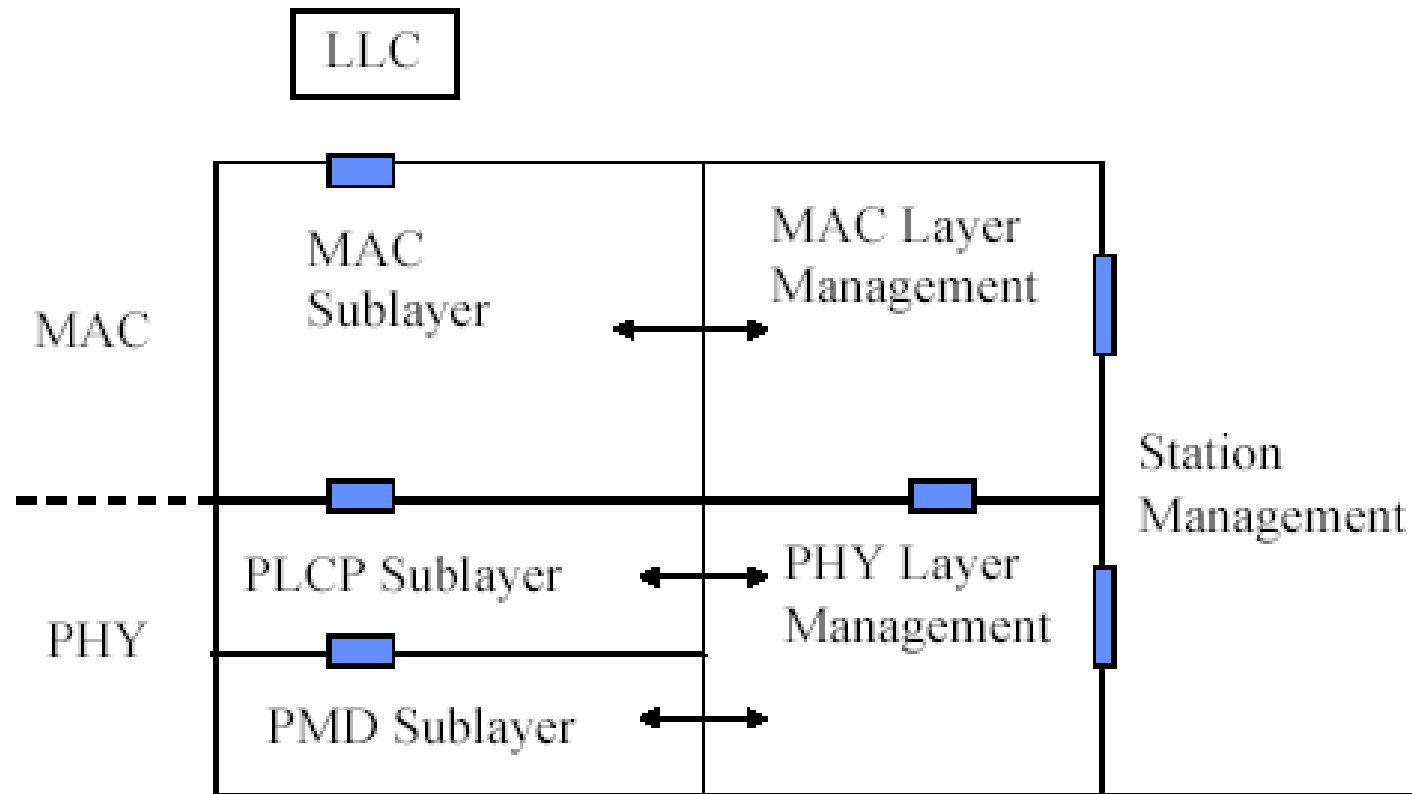 LLC
MAC
MAC
Sublayer
MAC Layer
Management
Station
Management
PHY
PLCP Sublayer
PHY Layer
Management
PMD Sublayer